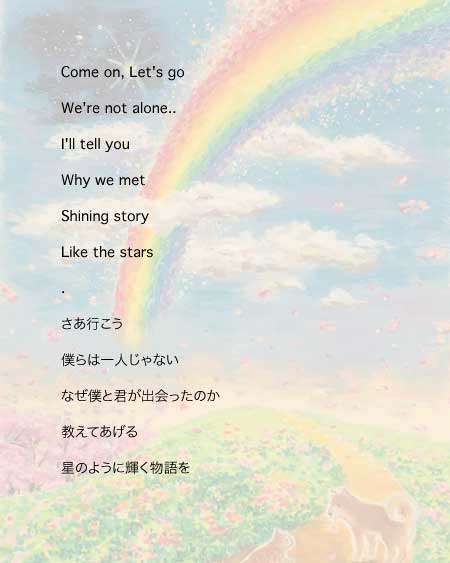 Come on, Let's go
We're not alone..
I'll tell you
Why we met
Shining story
Like the stars
.
さあ行こう
僕らは一人じゃない
なぜ僕と君が出会ったのか
教えてあげる
星のように輝く物語を